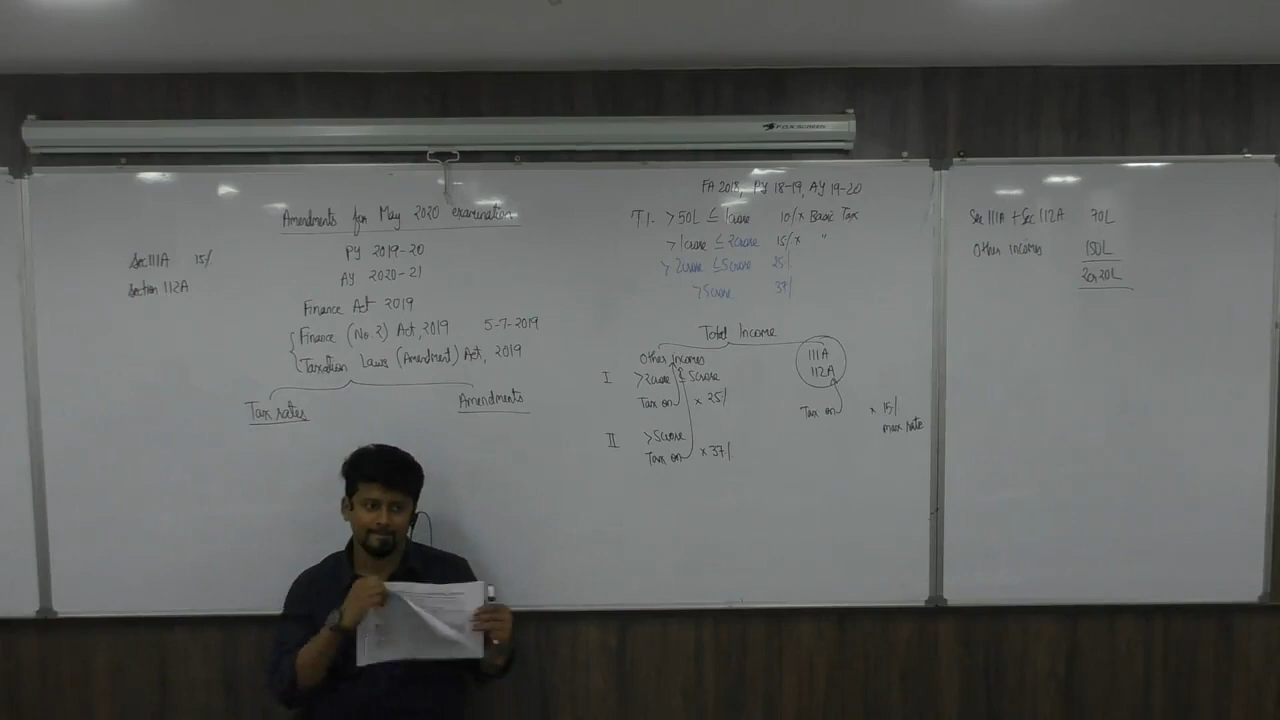 FOX SCREEN
Amendments for May 2020 examination
PY 2019-20
AY 2020-21
Sec 111A 15%
Section 112A
Finance Act 2019
Finance (No. 2) Act, 2019 5-7-2019
Taxation Laws (Amendment) Act, 2019
Tax rates
Amendments
FA 2018, PY 18-19, AY 19-20
T.I. >50L ≤ 1crore 10% x Basic Tax
>1crore ≤ 2crore 15% x "
>2crore ≤ 5crore 25%
>5crore 37%
Total Income
Other incomes
111A
112A
I >2crore ≤ 5crore
Tax on x 25%
Tax on x 15%
max rate
II >5crore
Tax on x 37%
Sec 111A + Sec 112A 70L
Other incomes 150L
2cr 20L